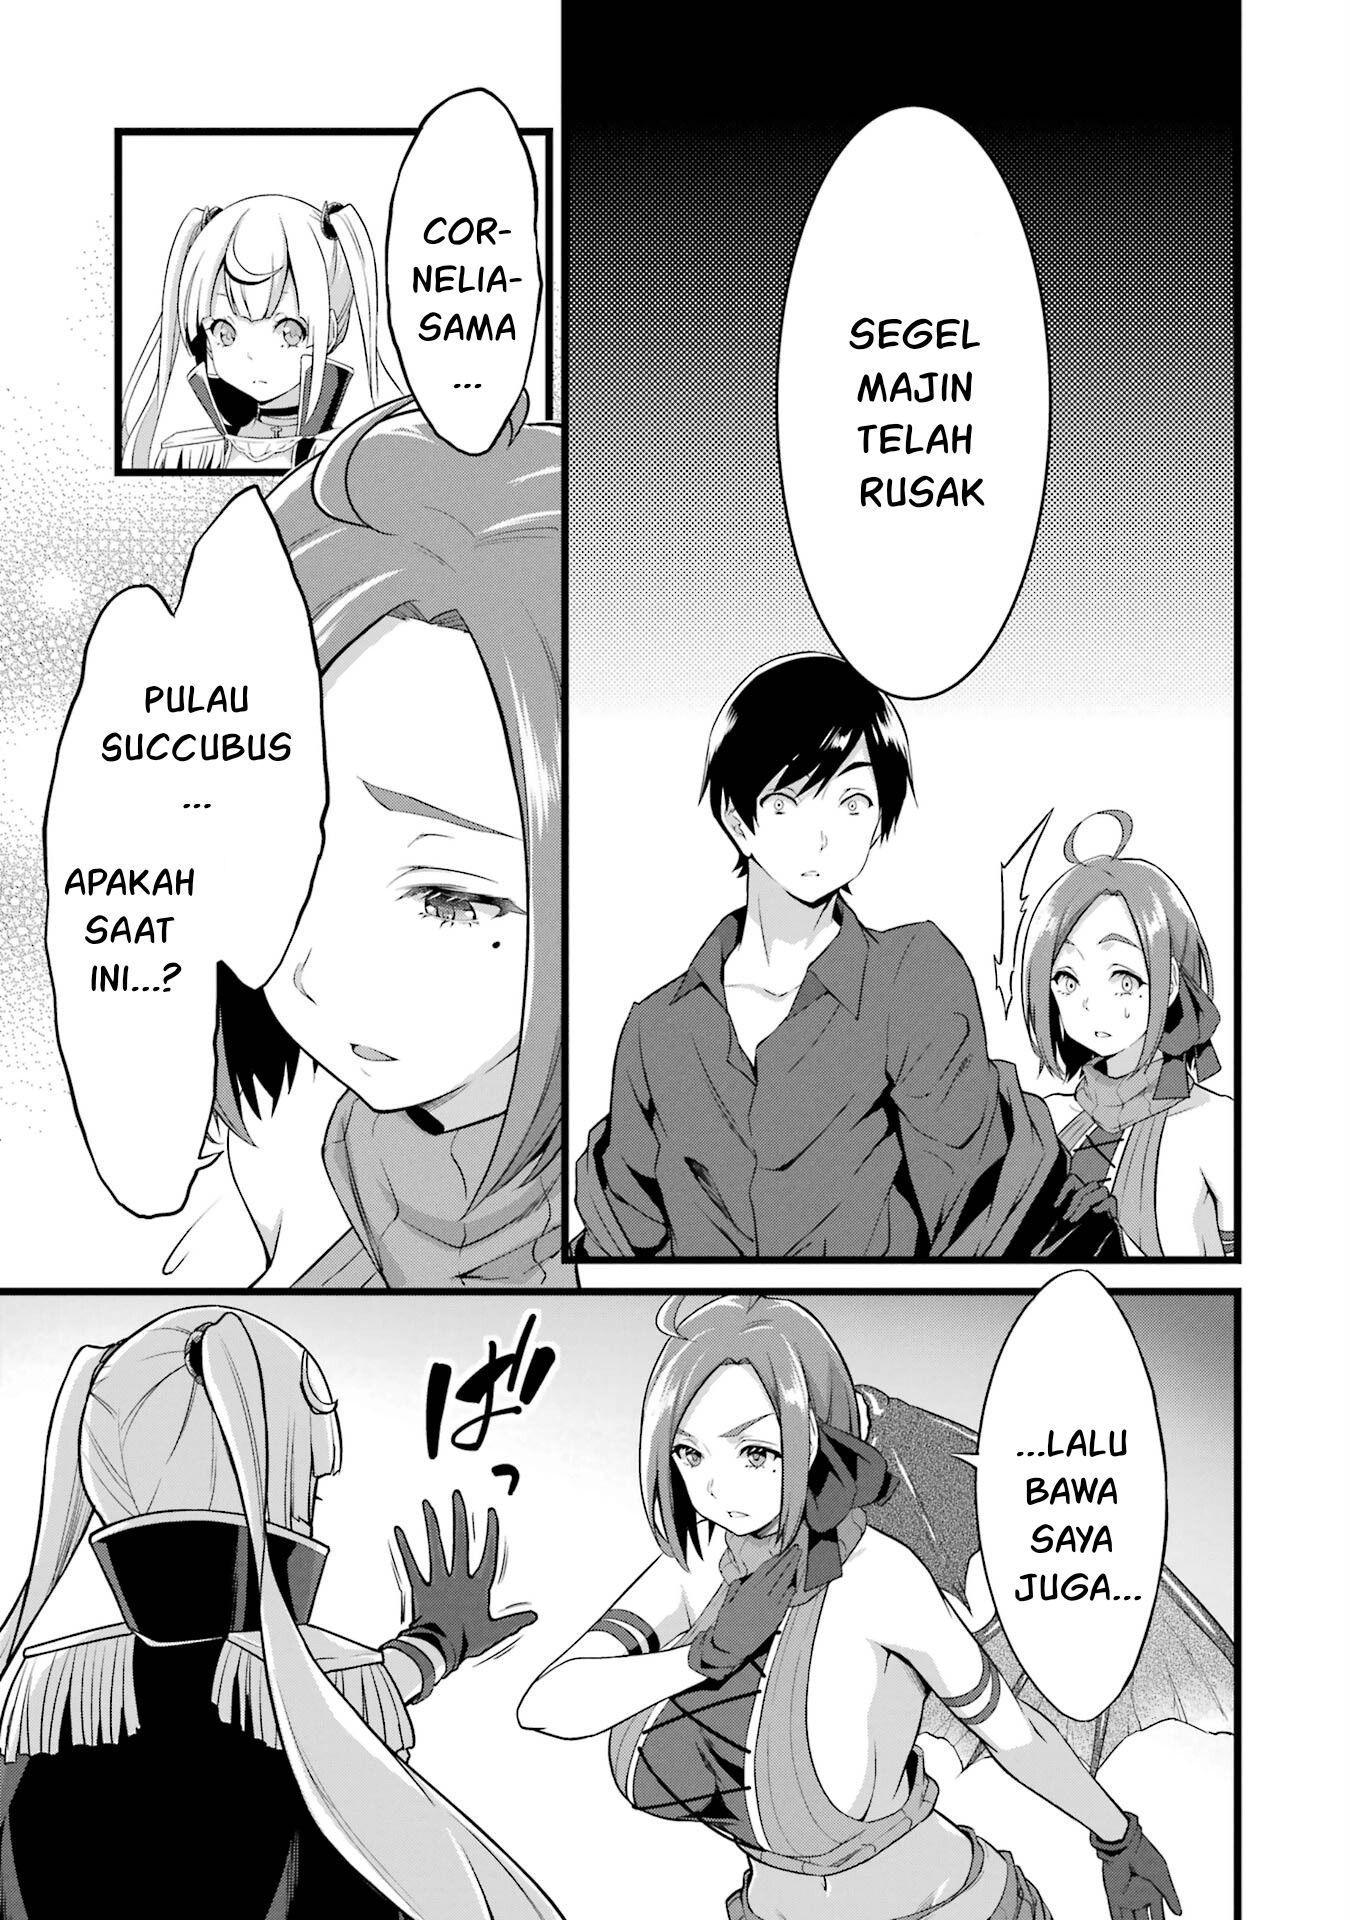 SEGEL
MAJIN
TELAH
RUSAK
COR-
NELIA-
SAMA
...
PULAU
SUCCUBUS
...
APAKAH
SAAT
INI...?
...LALU
BAWA
SAYA
JUGA...
ばっ